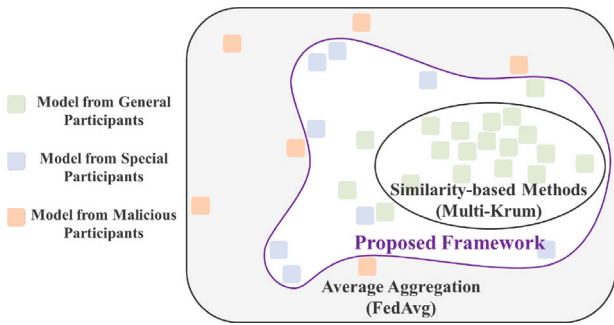 Model from General
Participants
Model from Special
Participants
Model from Malicious
Participants
Similarity-based Methods
(Multi-Krum)
Proposed Framework
Average Aggregation
(FedAvg)